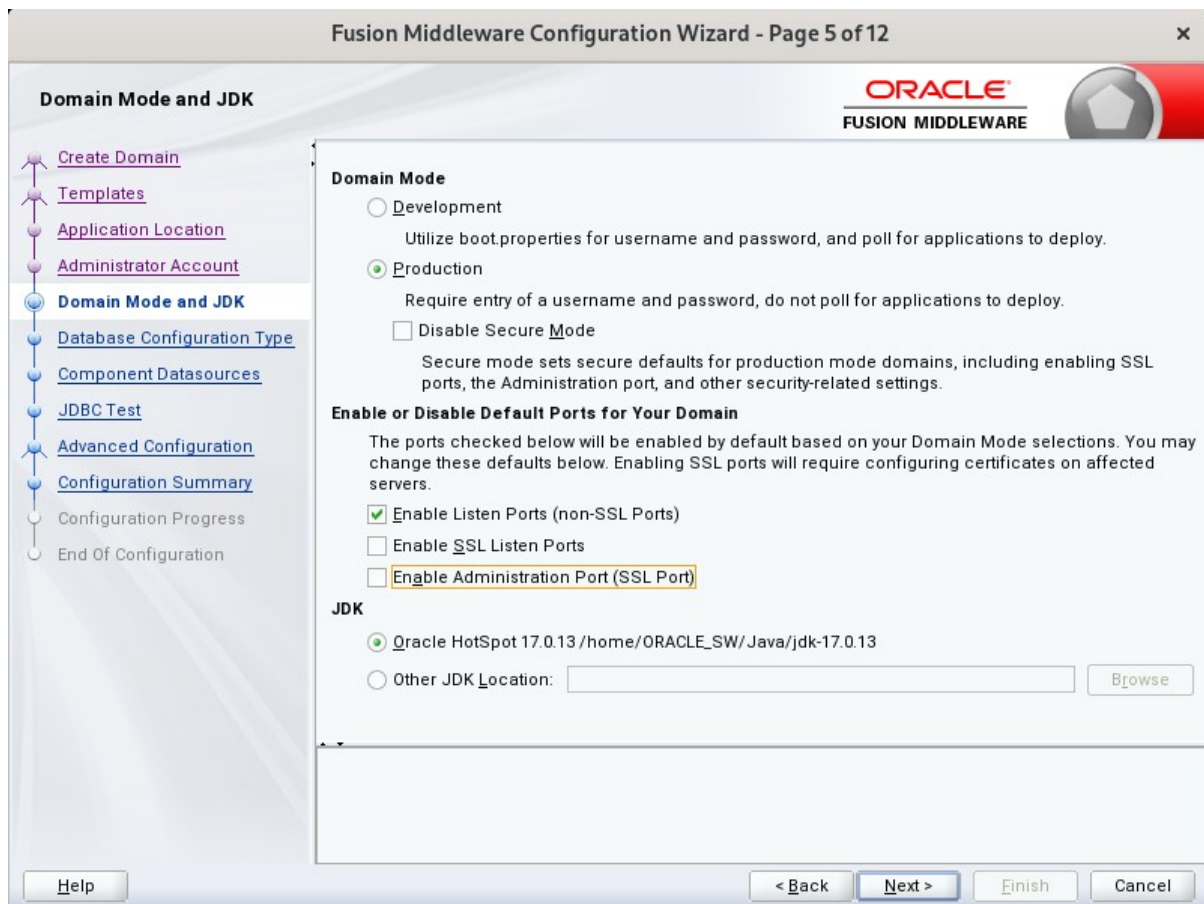 Fusion Middleware Configuration Wizard - Page 5 of 12
×
Domain Mode and JDK
ORACLE
FUSION MIDDLEWARE
Create Domain
Templates
Application Location
Administrator Account
Domain Mode and JDK
Database Configuration Type
Component Datasources
JDBC Test
Advanced Configuration
Configuration Summary
Configuration Progress
End Of Configuration
Domain Mode
Development
Utilize boot.properties for username and password, and poll for applications to deploy.
Production
Require entry of a username and password, do not poll for applications to deploy.
Disable Secure Mode
Secure mode sets secure defaults for production mode domains, including enabling SSL
ports, the Administration port, and other security-related settings.
Enable or Disable Default Ports for Your Domain
The ports checked below will be enabled by default based on your Domain Mode selections. You may
change these defaults below. Enabling SSL ports will require configuring certificates on affected
servers.
Enable Listen Ports (non-SSL Ports)
Enable SSL Listen Ports
Enable Administration Port (SSL Port)
JDK
Oracle HotSpot 17.0.13 /home/ORACLE_SW/Java/jdk-17.0.13
Other JDK Location:
Browse
Help
< Back
Next >
Finish
Cancel